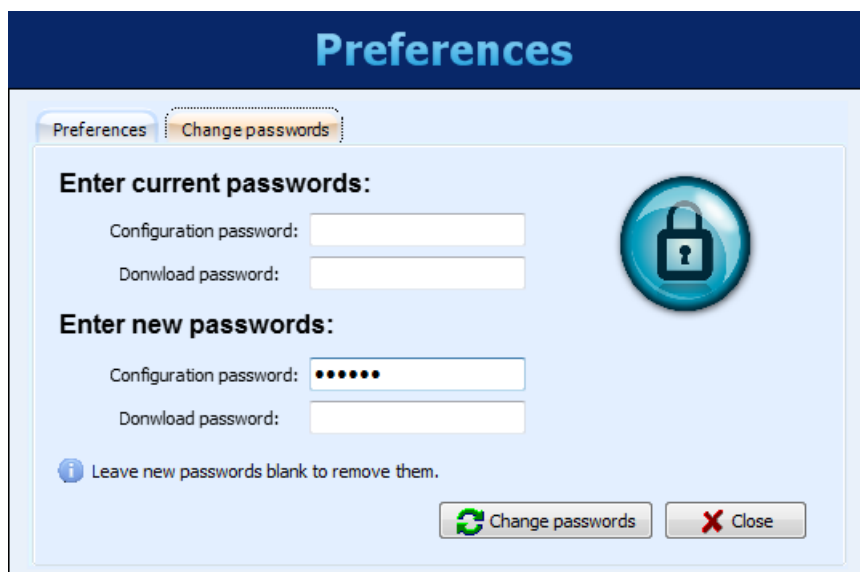 Preferences
Preferences Change passwords
Enter current passwords:
Configuration password:
Donwload password:
Enter new passwords:
Configuration password: ••••••
Donwload password:
Leave new passwords blank to remove them.
Change passwords Close